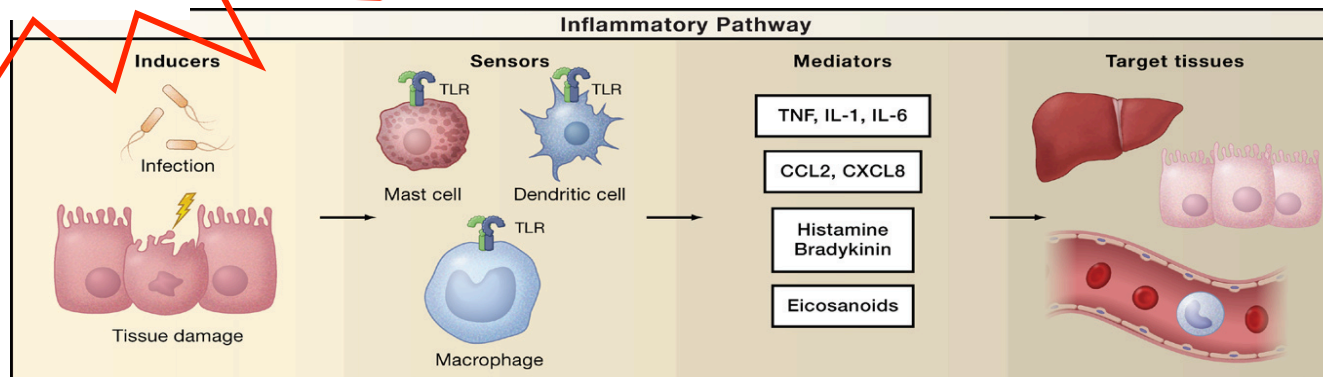 Inflammatory Pathway
Inducers
Infection
Tissue damage
Sensors
TLR
TLR
Mast cell
Dendritic cell
TLR
Macrophage
Mediators
TNF, IL-1, IL-6
CCL2, CXCL8
Histamine
Bradykinin
Eicosanoids
Target tissues